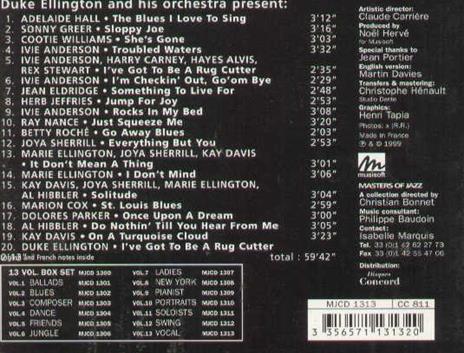 Duke Ellington and his orchestra present:
1. ADELAIDE HALL • The Blues I Love To Sing 3'12"
2. SONNY GREER • Sloppy Joe 3'16"
3. COOTIE WILLIAMS • She's Gone 3'03"
4. IVIE ANDERSON • Troubled Waters 3'32"
5. IVIE ANDERSON, HARRY CARNEY, HAYES ALVIS,
REX STEWART • I've Got To Be A Rug Cutter 2'35"
6. IVIE ANDERSON • I'm Checkin' Out, Go'om Bye 2'29"
7. JEAN ELDRIDGE • Something To Live For 2'48"
8. HERB JEFFRIES • Jump For Joy 2'53"
9. IVIE ANDERSON • Rocks In My Bed 3'08"
10. RAY NANCE • Just Squeeze Me 3'20"
11. BETTY ROCHÉ • Go Away Blues 2'03"
12. JOYA SHERRILL • Everything But You 2'53"
13. MARIE ELLINGTON, JOYA SHERRILL, KAY DAVIS
• It Don't Mean A Thing 3'01"
14. MARIE ELLINGTON • I Don't Mind 3'06"
15. KAY DAVIS, JOYA SHERRILL, MARIE ELLINGTON,
AL HIBBLER • Solitude 3'04"
16. MARION COX • St. Louis Blues 2'59"
17. DOLORES PARKER • Once Upon A Dream 3'00"
18. AL HIBBLER • Do Nothin' Till You Hear From Me 3'05"
19. KAY DAVIS • On A Turquoise Cloud 3'23"
20. DUKE ELLINGTON • I've Got To Be A Rug Cutter
2'13"
and French notes inside total : 59'42"
13 VOL. BOX SET MJCD 1300
VOL.1 BALLADS MJCD 1301
VOL.2 BLUES MJCD 1302
VOL.3 COMPOSER MJCD 1303
VOL.4 DANCE MJCD 1304
VOL.5 FRIENDS MJCD 1305
VOL.6 JUNGLE MJCD 1306
VOL.7 LADIES MJCD 1307
VOL.8 NEW YORK MJCD 1308
VOL.9 PIANIST MJCD 1309
VOL.10 PORTRAITS MJCD 1310
VOL.11 SOLOISTS MJCD 1311
VOL.12 SWING MJCD 1312
VOL.13 VOCAL MJCD 1313
Artistic director:
Claude Carrière
Produced by
Noël Hervé
for Musisoft
Special thanks to
Jean Portier
English version:
Martin Davies
Transfers & mastering:
Christophe Hénault
Studio Dette
Graphics:
Henri Tapia
Photos: x (R.R.)
Made in France
℗ & © 1999
m
musisoft
MASTERS OF JAZZ
A collection directed by
Christian Bonnet
Music consultant:
Philippe Baudoin
Contact:
Isabelle Marquis
Tel. 33 (0)1 42 62 27 73
Fax 33 (0)1 42 55 47 06
Distribution:
Disques
Concord
MJCD 1313 CC 811
3 356571 313120